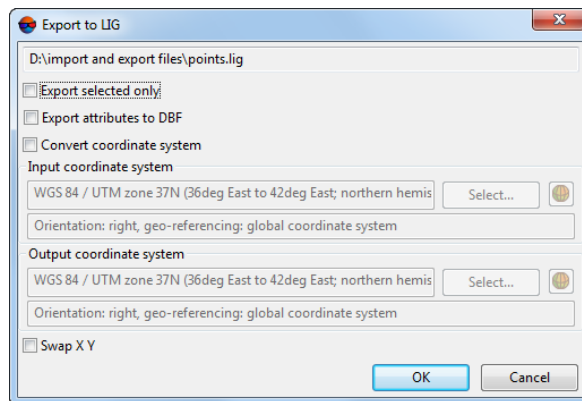 Export to LIG
D:\import and export files\points.lig
Export selected only
Export attributes to DBF
Convert coordinate system
Input coordinate system
WGS 84 / UTM zone 37N (36deg East to 42deg East; northern hemis
Select...
Orientation: right, geo-referencing: global coordinate system
Output coordinate system
WGS 84 / UTM zone 37N (36deg East to 42deg East; northern hemis
Select...
Orientation: right, geo-referencing: global coordinate system
Swap X Y
OK
Cancel